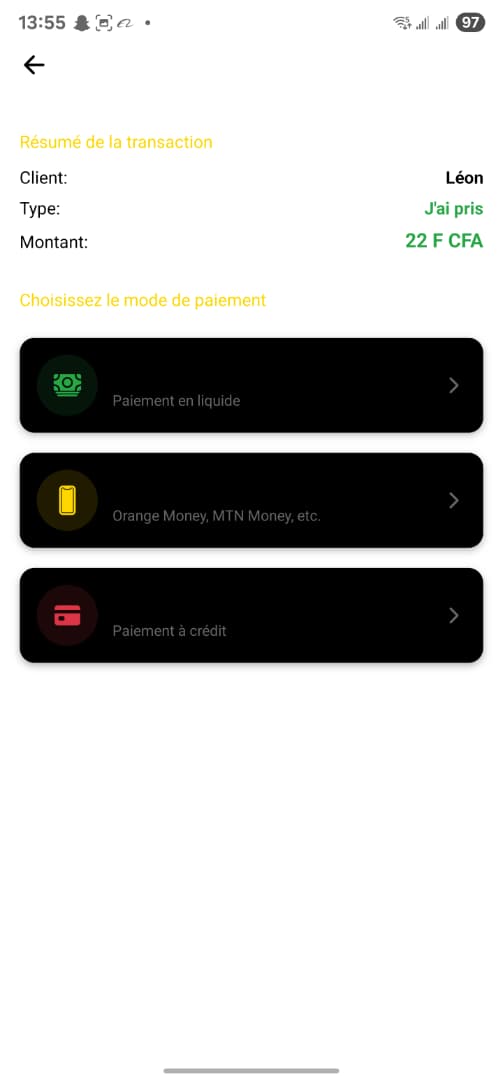 13:55 97
Résumé de la transaction
Client: Léon
Type: J'ai pris
Montant: 22 F CFA
Choisissez le mode de paiement
Paiement en liquide
Orange Money, MTN Money, etc.
Paiement à crédit